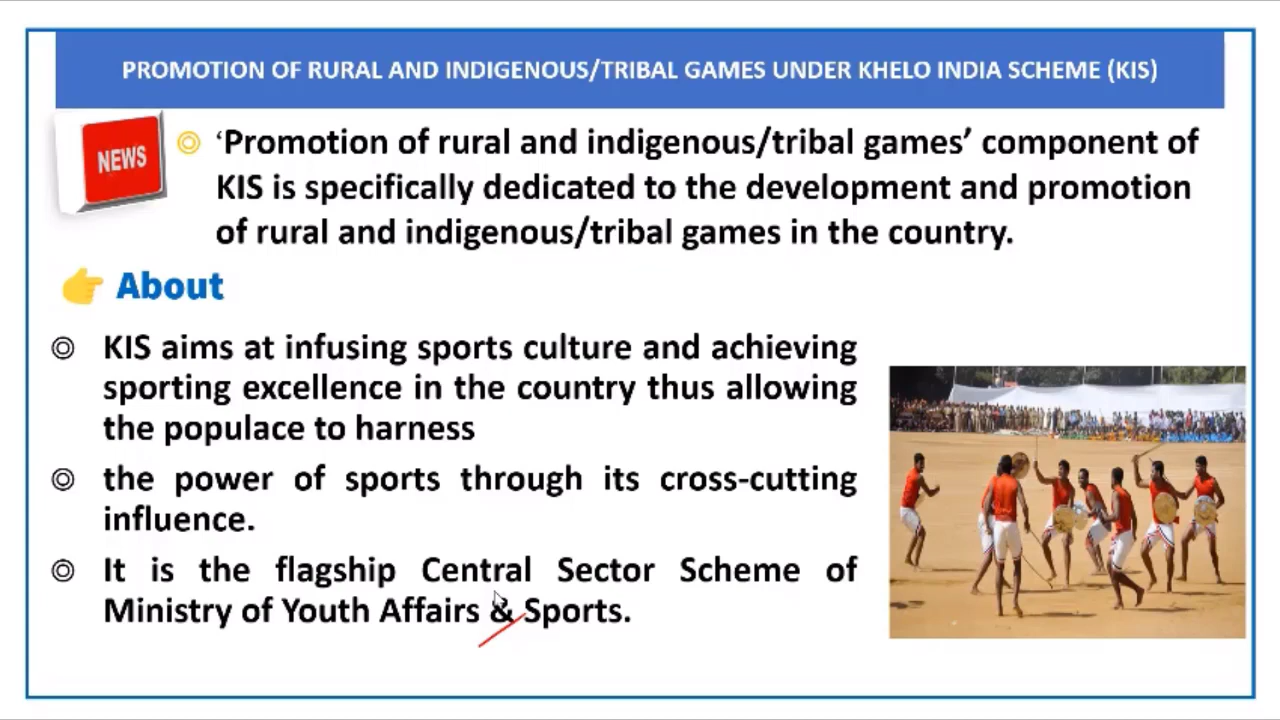 PROMOTION OF RURAL AND INDIGENOUS/TRIBAL GAMES UNDER KHELO INDIA SCHEME (KIS)
NEWS
‘Promotion of rural and indigenous/tribal games’ component of
KIS is specifically dedicated to the development and promotion
of rural and indigenous/tribal games in the country.
About
KIS aims at infusing sports culture and achieving
sporting excellence in the country thus allowing
the populace to harness
the power of sports through its cross-cutting
influence.
It is the flagship Central Sector Scheme of
Ministry of Youth Affairs & Sports.